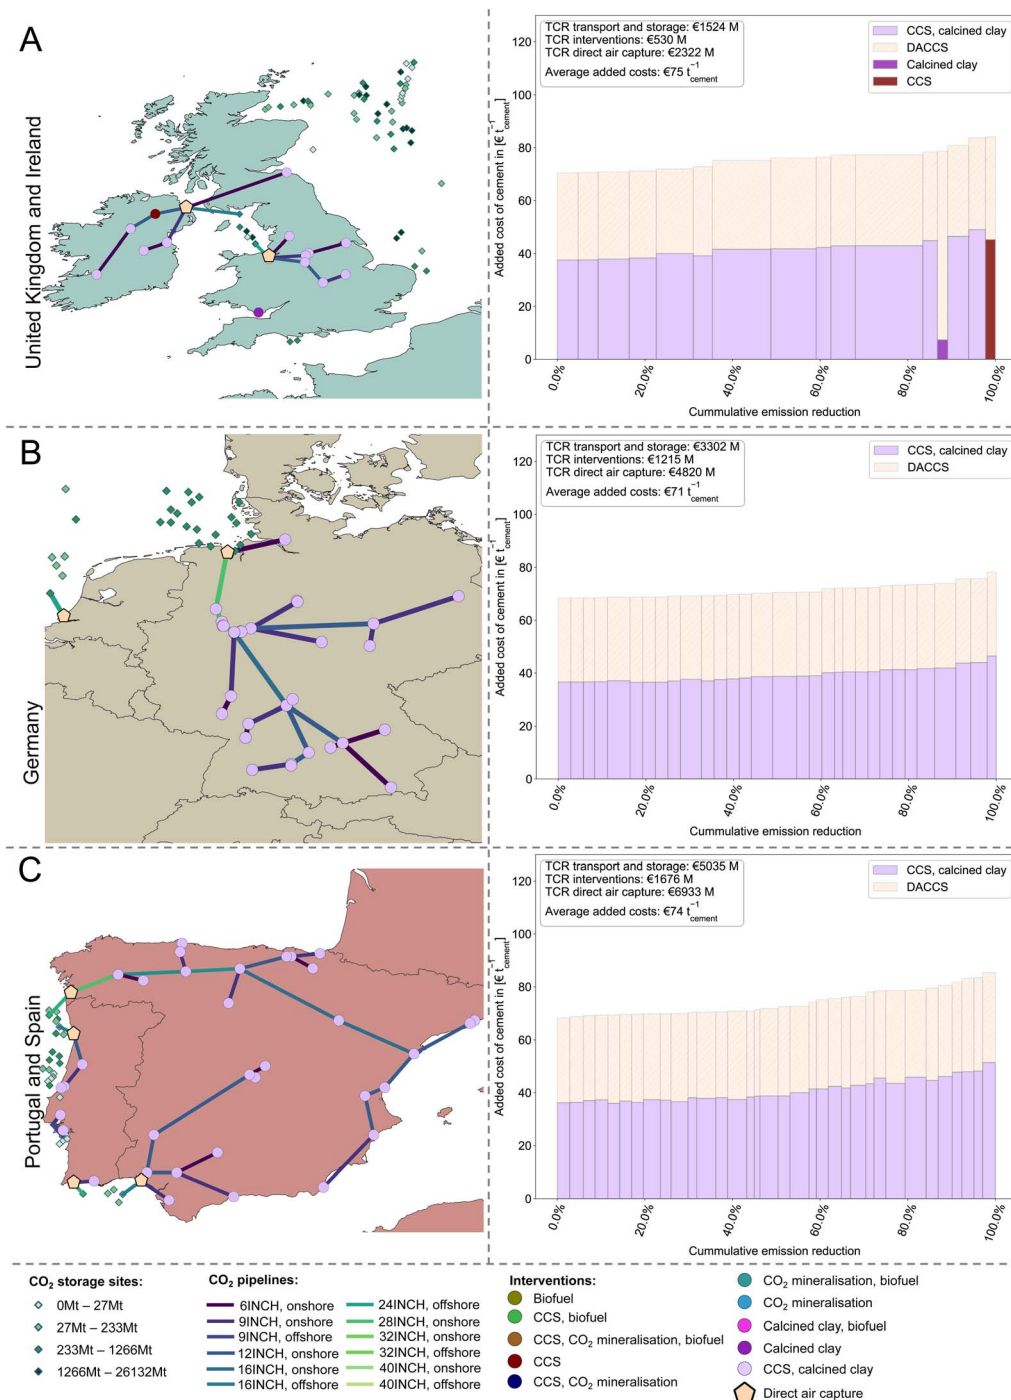 A
United Kingdom and Ireland
TCR transport and storage: €1524 M
TCR interventions: €530 M
TCR direct air capture: €2322 M
Average added costs: €75 t⁻¹cement
CCS, calcined clay
DACCS
Calcined clay
CCS
Added cost of cement in [€ t⁻¹cement]
120
100
80
60
40
20
0
0.0% 20.0% 40.0% 60.0% 80.0% 100.0%
Cummulative emission reduction
B
Germany
TCR transport and storage: €3302 M
TCR interventions: €1215 M
TCR direct air capture: €4820 M
Average added costs: €71 t⁻¹cement
CCS, calcined clay
DACCS
Added cost of cement in [€ t⁻¹cement]
120
100
80
60
40
20
0
0.0% 20.0% 40.0% 60.0% 80.0% 100.0%
Cummulative emission reduction
C
Portugal and Spain
TCR transport and storage: €5035 M
TCR interventions: €1676 M
TCR direct air capture: €6933 M
Average added costs: €74 t⁻¹cement
CCS, calcined clay
DACCS
Added cost of cement in [€ t⁻¹cement]
120
100
80
60
40
20
0
0.0% 20.0% 40.0% 60.0% 80.0% 100.0%
Cummulative emission reduction
CO₂ storage sites:
0Mt – 27Mt
27Mt – 233Mt
233Mt – 1266Mt
1266Mt – 26132Mt
CO₂ pipelines:
6INCH, onshore
9INCH, onshore
9INCH, offshore
12INCH, onshore
16INCH, onshore
16INCH, offshore
24INCH, offshore
28INCH, onshore
32INCH, onshore
32INCH, offshore
40INCH, onshore
40INCH, offshore
Interventions:
Biofuel
CCS, biofuel
CCS, CO₂ mineralisation, biofuel
CCS
CCS, CO₂ mineralisation
CO₂ mineralisation, biofuel
CO₂ mineralisation
Calcined clay, biofuel
Calcined clay
CCS, calcined clay
Direct air capture